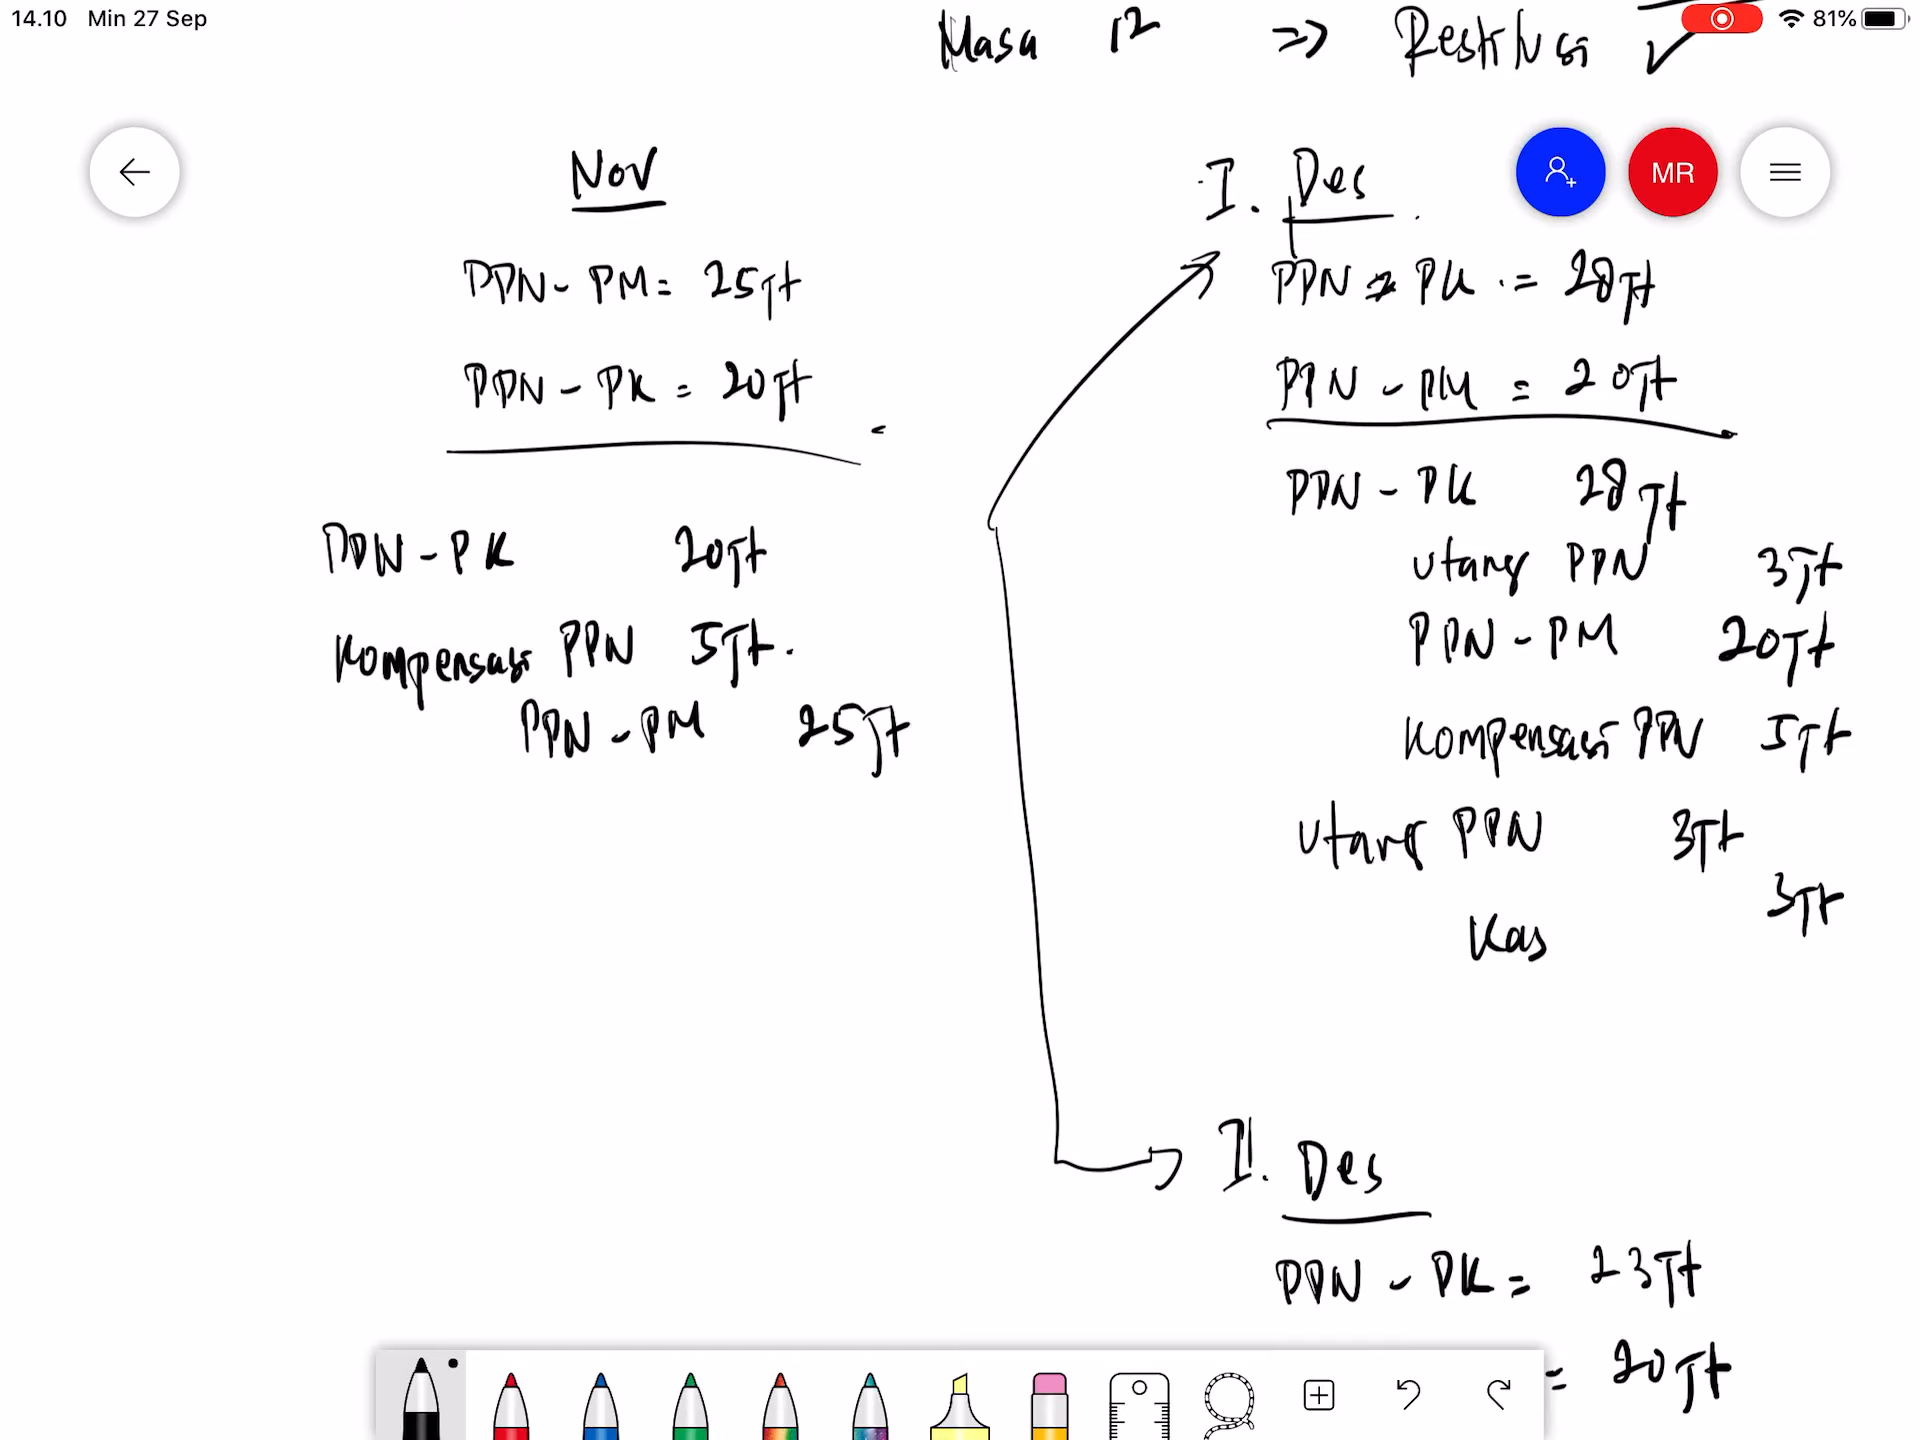 14.10 Min 27 Sep
81%
Masa 12 => Restitusi ✓
MR
Nov
PPN - PM = 25jt
PPN - PK = 20jt
PPN - PK 20jt
Kompensasi PPN 5jt.
PPN - PM 25jt
I. Des
PPN - PK = 28jt
PPN - PM = 20jt
PPN - PK 28jt
Utang PPN 3jt
PPN - PM 20jt
Kompensasi PPN 5jt
Utang PPN 3jt
Kas 3jt
II. Des
PPN - PK = 23jt
= 20jt